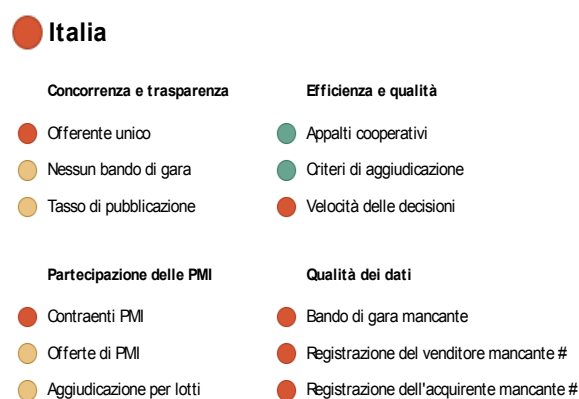 Italia
Concorrenza e trasparenza
Offerente unico
Nessun bando di gara
Tasso di pubblicazione
Efficienza e qualità
Appalti cooperativi
Criteri di aggiudicazione
Velocità delle decisioni
Partecipazione delle PMI
Contraenti PMI
Offerte di PMI
Aggiudicazione per lotti
Qualità dei dati
Bando di gara mancante
Registrazione del venditore mancante #
Registrazione dell'acquirente mancante #